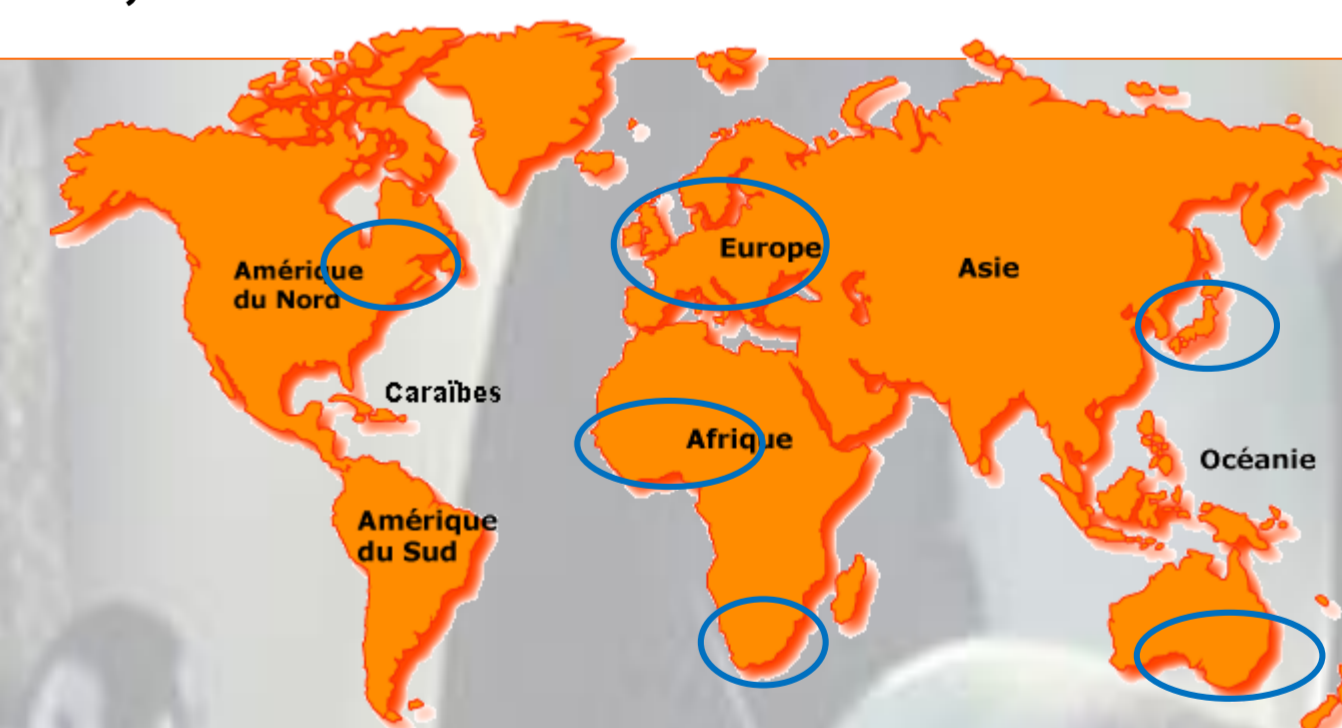 Europe
Asie
Amérique
du Nord
Caraïbes
Afrique
Océanie
Amérique
du Sud